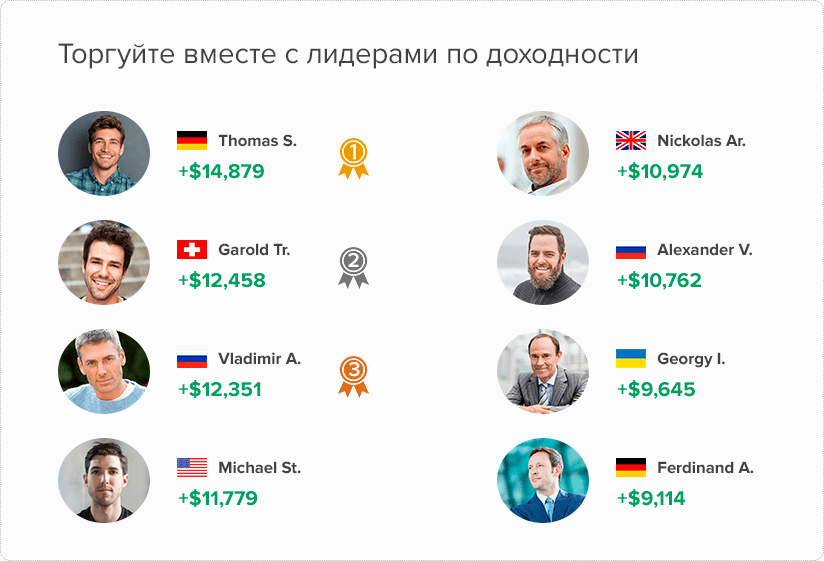 Торгуйте вместе с лидерами по доходности
Thomas S.
+$14,879
1
Garold Tr.
+$12,458
2
Vladimir A.
+$12,351
3
Michael St.
+$11,779
Nickolas Ar.
+$10,974
Alexander V.
+$10,762
Georgy I.
+$9,645
Ferdinand A.
+$9,114